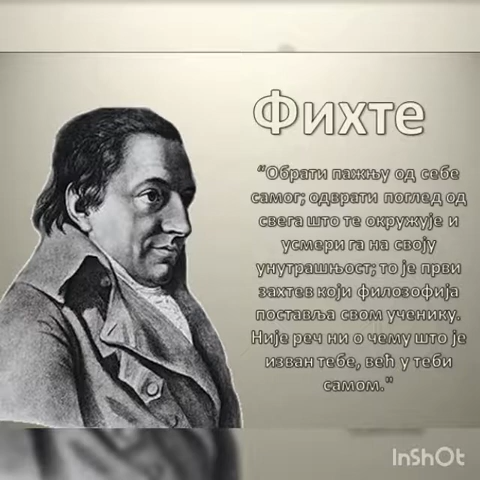 Фихте
“Обрати пажњу од себе
самог; одврати поглед од
свега што те окружује и
усмери га на своју
унутрашњост; то је први
захтев који филозофија
поставља свом ученику.
Није реч ни о чему што је
изван тебе, већ у теби
самом."
InShOt